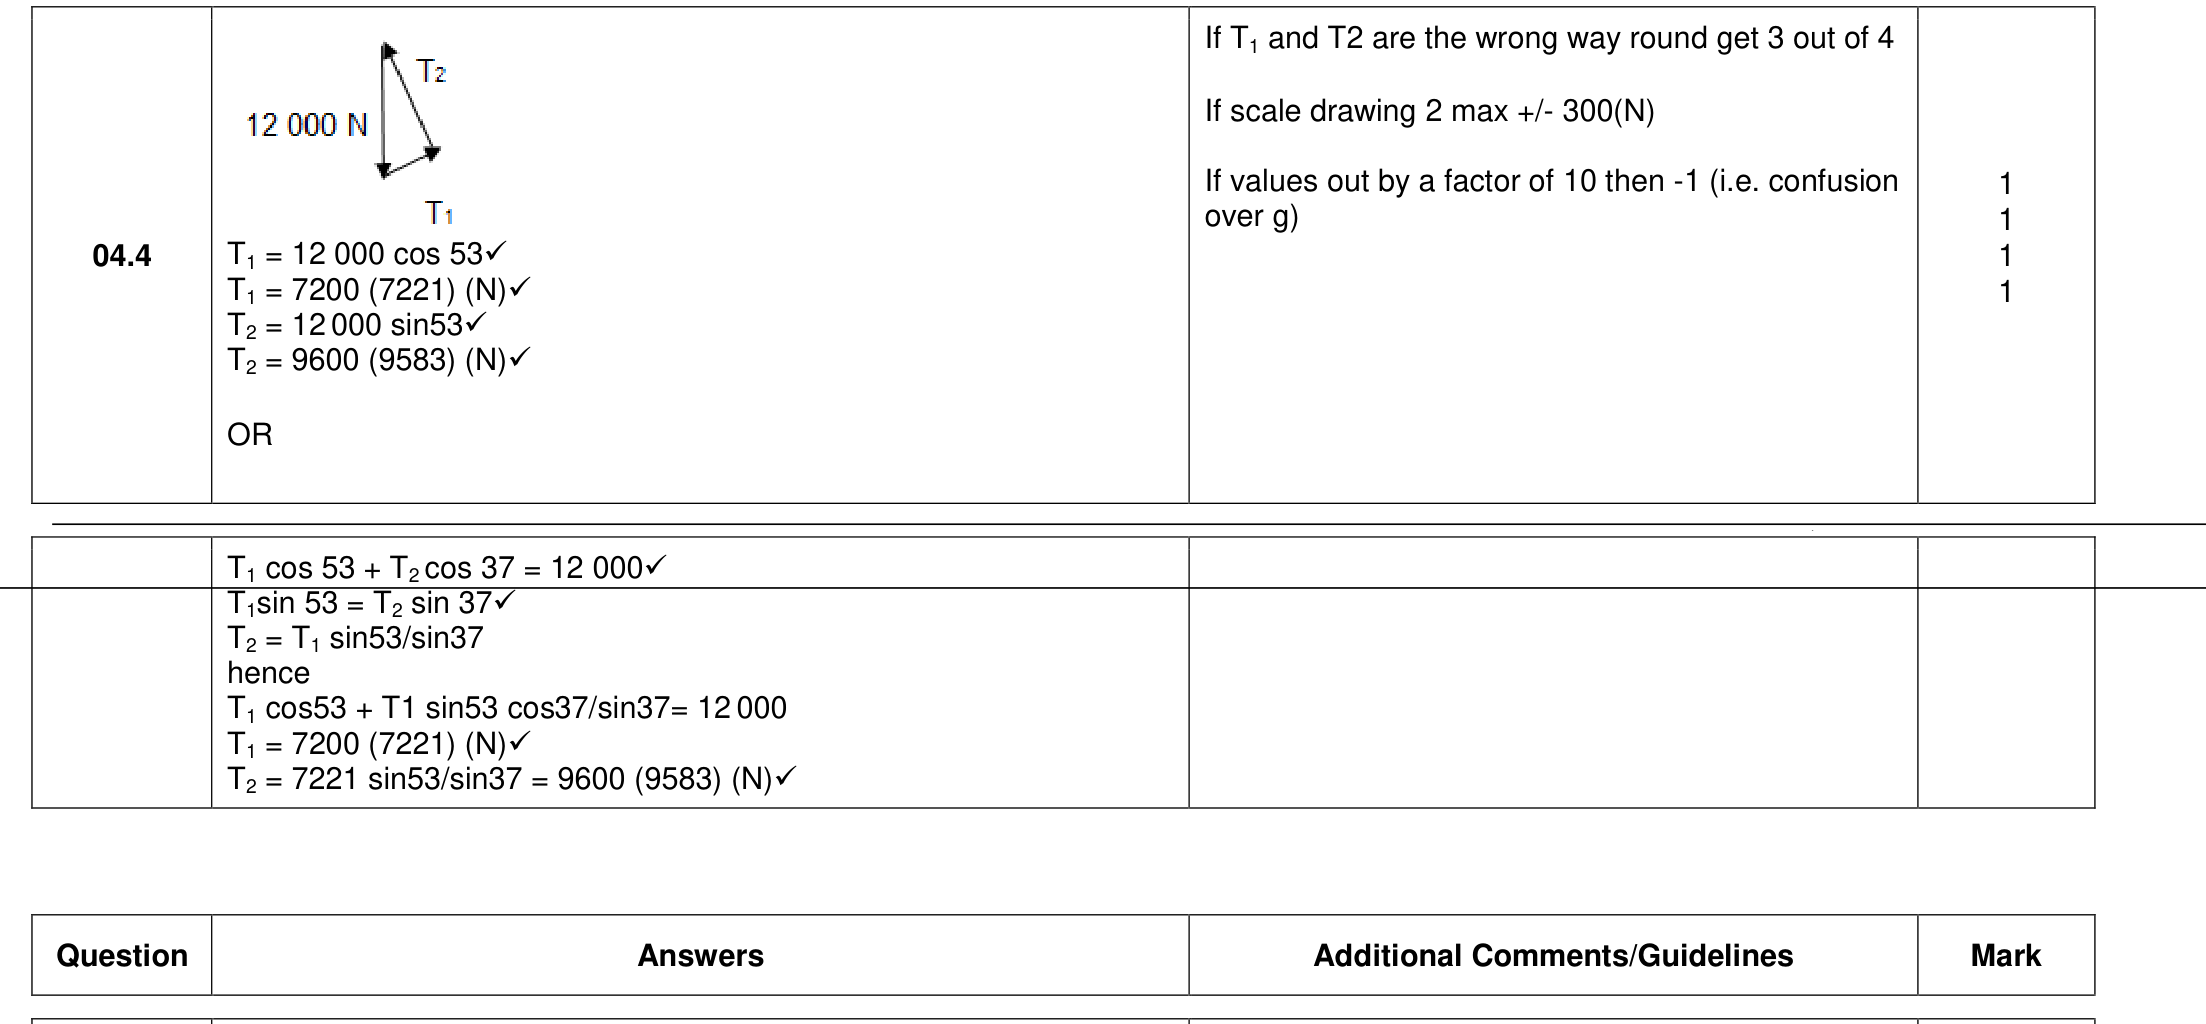 T₂
12 000 N
T₁
04.4
T₁ = 12 000 cos 53✓
T₁ = 7200 (7221) (N)✓
T₂ = 12 000 sin53✓
T₂ = 9600 (9583) (N)✓
OR
If T₁ and T2 are the wrong way round get 3 out of 4
If scale drawing 2 max +/- 300(N)
If values out by a factor of 10 then -1 (i.e. confusion
over g)
1
1
1
1
T₁ cos 53 + T₂ cos 37 = 12 000✓
T₁sin 53 = T₂ sin 37✓
T₂ = T₁ sin53/sin37
hence
T₁ cos53 + T1 sin53 cos37/sin37= 12 000
T₁ = 7200 (7221) (N)✓
T₂ = 7221 sin53/sin37 = 9600 (9583) (N)✓
Question Answers Additional Comments/Guidelines Mark